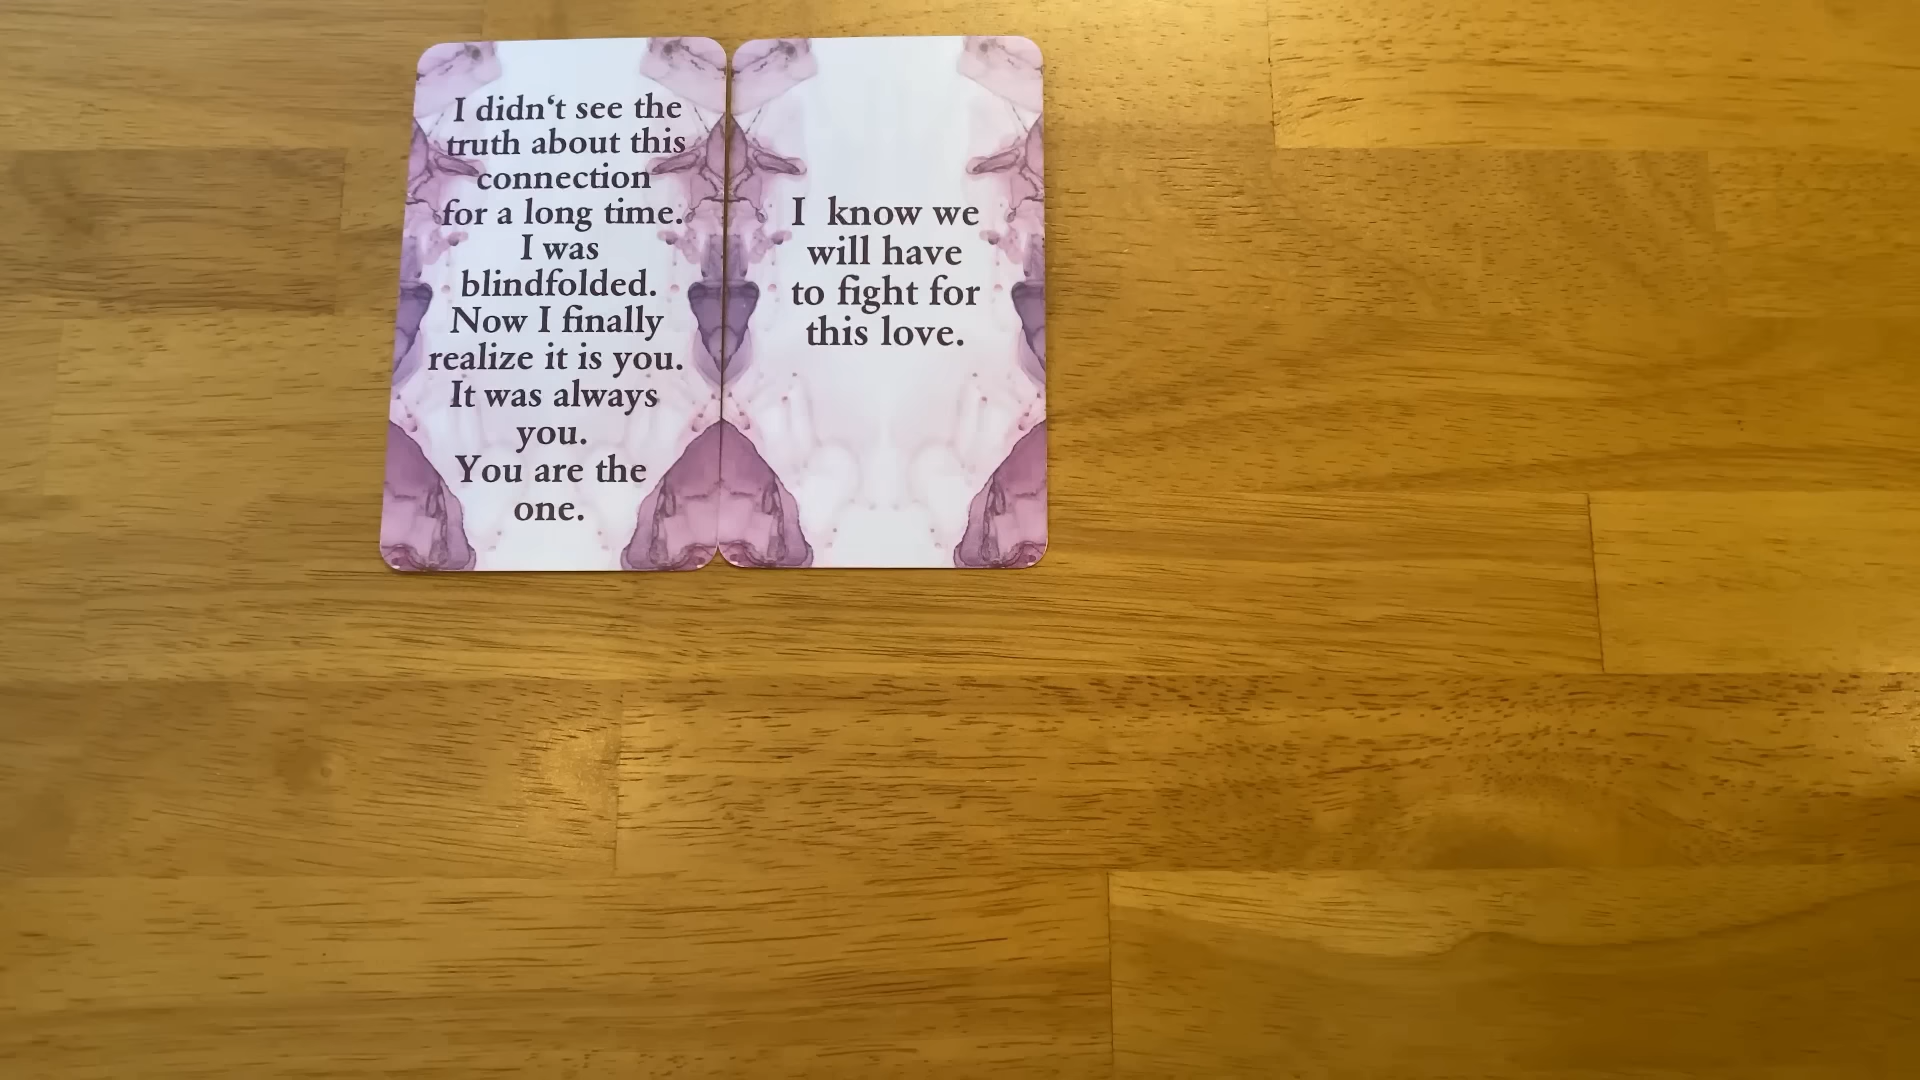 I didn‘t see the
truth about this
connection
for a long time.
I was
blindfolded.
Now I finally
realize it is you.
It was always
you.
You are the
one.
I know we
will have
to fight for
this love.